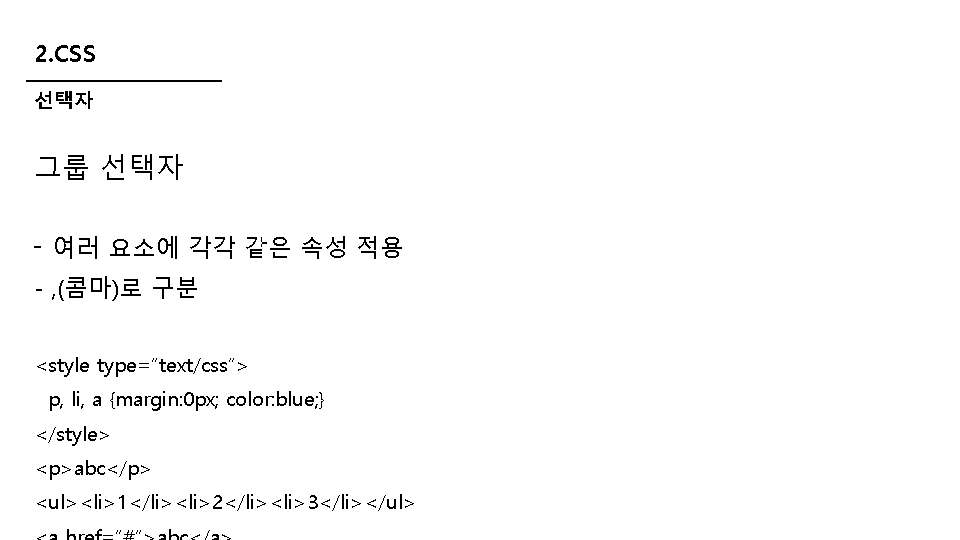 2.CSS
선택자
그룹 선택자
- 여러 요소에 각각 같은 속성 적용
- ,(콤마)로 구분
<style type=“text/css”>
p, li, a {margin:0px; color:blue;}
</style>
<p>abc</p>
<ul><li>1</li><li>2</li><li>3</li></ul>
<a href=“#”>abc</a>